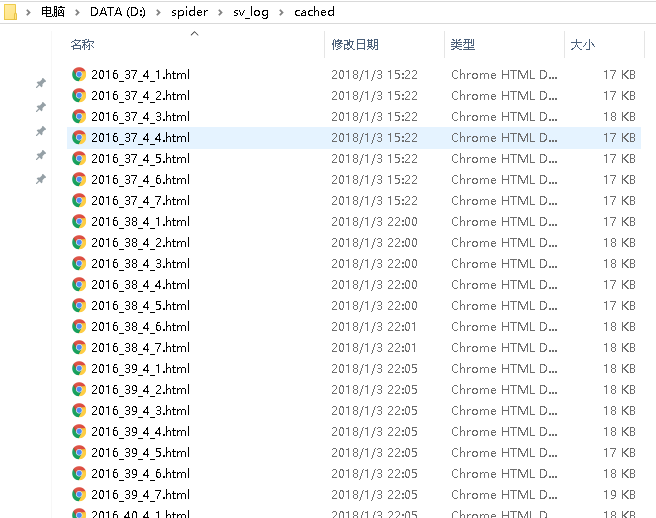 电脑 > DATA (D:) > spider > sv_log > cached
名称 修改日期 类型 大小
2016_37_4_1.html 2018/1/3 15:22 Chrome HTML D... 17 KB
2016_37_4_2.html 2018/1/3 15:22 Chrome HTML D... 17 KB
2016_37_4_3.html 2018/1/3 15:22 Chrome HTML D... 18 KB
2016_37_4_4.html 2018/1/3 15:22 Chrome HTML D... 17 KB
2016_37_4_5.html 2018/1/3 15:22 Chrome HTML D... 17 KB
2016_37_4_6.html 2018/1/3 15:22 Chrome HTML D... 17 KB
2016_37_4_7.html 2018/1/3 15:22 Chrome HTML D... 17 KB
2016_38_4_1.html 2018/1/3 22:00 Chrome HTML D... 17 KB
2016_38_4_2.html 2018/1/3 22:00 Chrome HTML D... 18 KB
2016_38_4_3.html 2018/1/3 22:00 Chrome HTML D... 18 KB
2016_38_4_4.html 2018/1/3 22:00 Chrome HTML D... 17 KB
2016_38_4_5.html 2018/1/3 22:00 Chrome HTML D... 17 KB
2016_38_4_6.html 2018/1/3 22:01 Chrome HTML D... 18 KB
2016_38_4_7.html 2018/1/3 22:01 Chrome HTML D... 18 KB
2016_39_4_1.html 2018/1/3 22:05 Chrome HTML D... 18 KB
2016_39_4_2.html 2018/1/3 22:05 Chrome HTML D... 18 KB
2016_39_4_3.html 2018/1/3 22:05 Chrome HTML D... 18 KB
2016_39_4_4.html 2018/1/3 22:05 Chrome HTML D... 18 KB
2016_39_4_5.html 2018/1/3 22:05 Chrome HTML D... 17 KB
2016_39_4_6.html 2018/1/3 22:05 Chrome HTML D... 18 KB
2016_39_4_7.html 2018/1/3 22:05 Chrome HTML D... 19 KB
2016_40_4_1.html 2018/1/3 22:05 Chrome HTML D... 18 KB